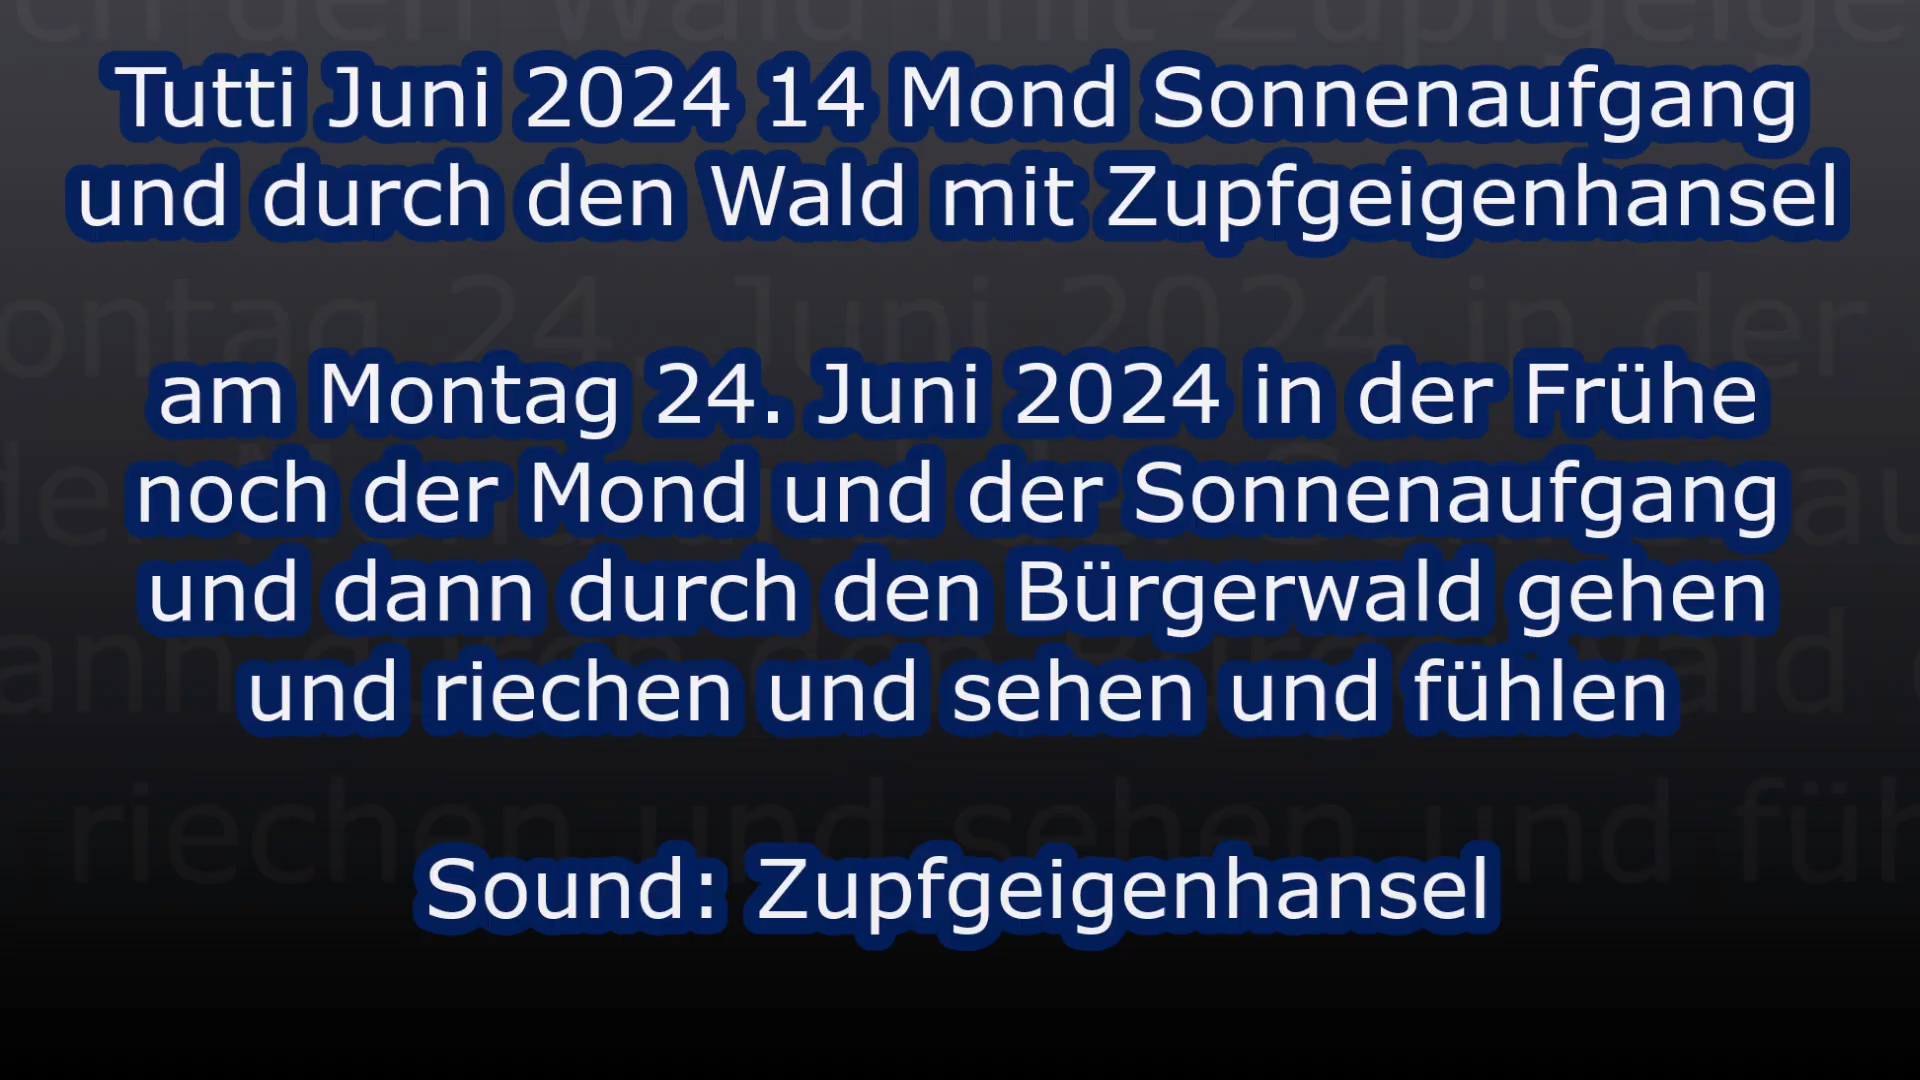 Tutti Juni 2024 14 Mond Sonnenaufgang
und durch den Wald mit Zupfgeigenhansel
am Montag 24. Juni 2024 in der Frühe
noch der Mond und der Sonnenaufgang
und dann durch den Bürgerwald gehen
und riechen und sehen und fühlen
Sound: Zupfgeigenhansel